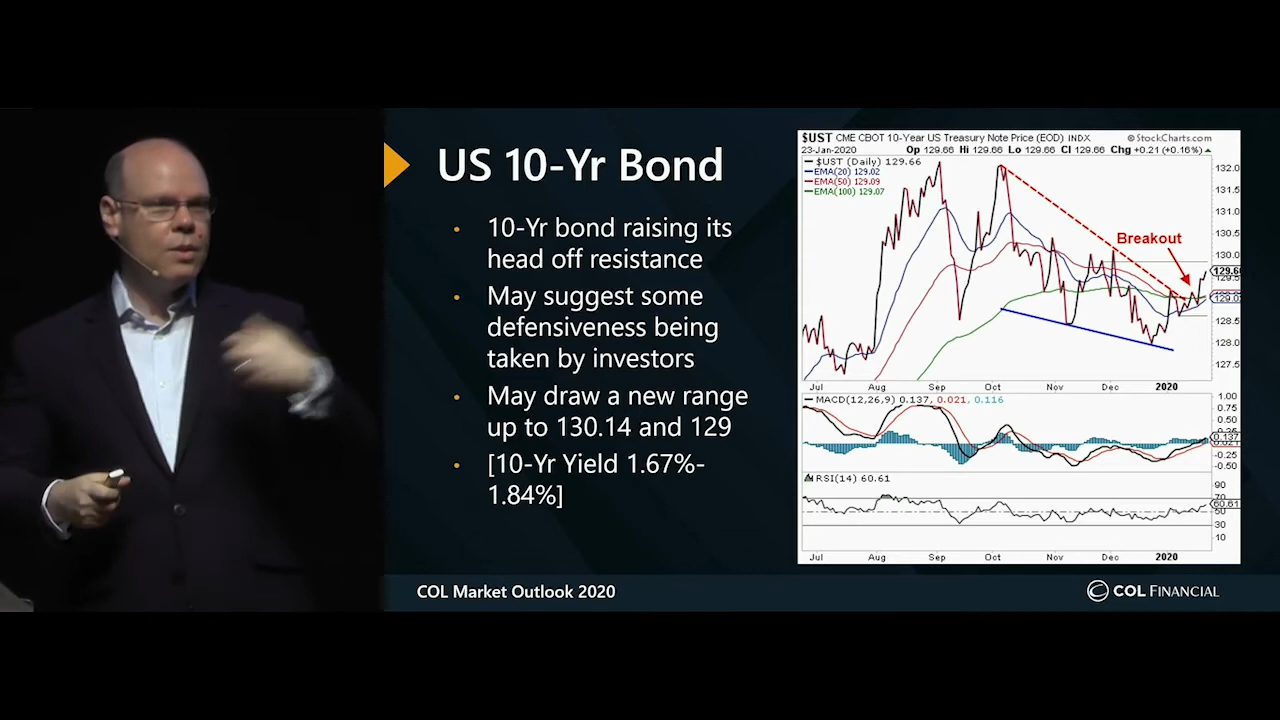 US 10-Yr Bond
• 10-Yr bond raising its
head off resistance
• May suggest some
defensiveness being
taken by investors
• May draw a new range
up to 130.14 and 129
• [10-Yr Yield 1.67%-
1.84%]
$UST CME CBOT 10-Year US Treasury Note Price (EOD) INDX
© StockCharts.com
23-Jan-2020
Op 129.66 Hi 129.66 Lo 129.66 Cl 129.66 Chg +0.21 (+0.16%)
$UST (Daily) 129.66
EMA(20) 129.02
EMA(50) 129.09
EMA(100) 129.07
Breakout
132.0
131.5
131.0
130.5
130.0
128.5
128.0
127.5
Jul Aug Sep Oct Nov Dec 2020
MACD(12,26,9) 0.137, 0.021, 0.116
1.00
0.75
0.50
0.137
-0.25
-0.50
RSI(14) 60.61
90
70
60.61
50
30
10
Jul Aug Sep Oct Nov Dec 2020
COL Market Outlook 2020
COL FINANCIAL